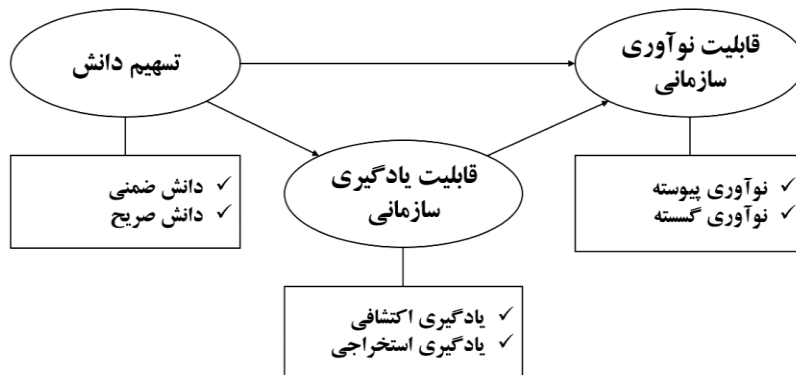 تسهیم دانش
قابلیت نوآوری
سازمانی
قابلیت یادگیری
سازمانی
✓ دانش ضمنی
✓ دانش صریح
✓ نوآوری پیوسته
✓ نوآوری گسسته
✓ یادگیری اکتشافی
✓ یادگیری استخراجی